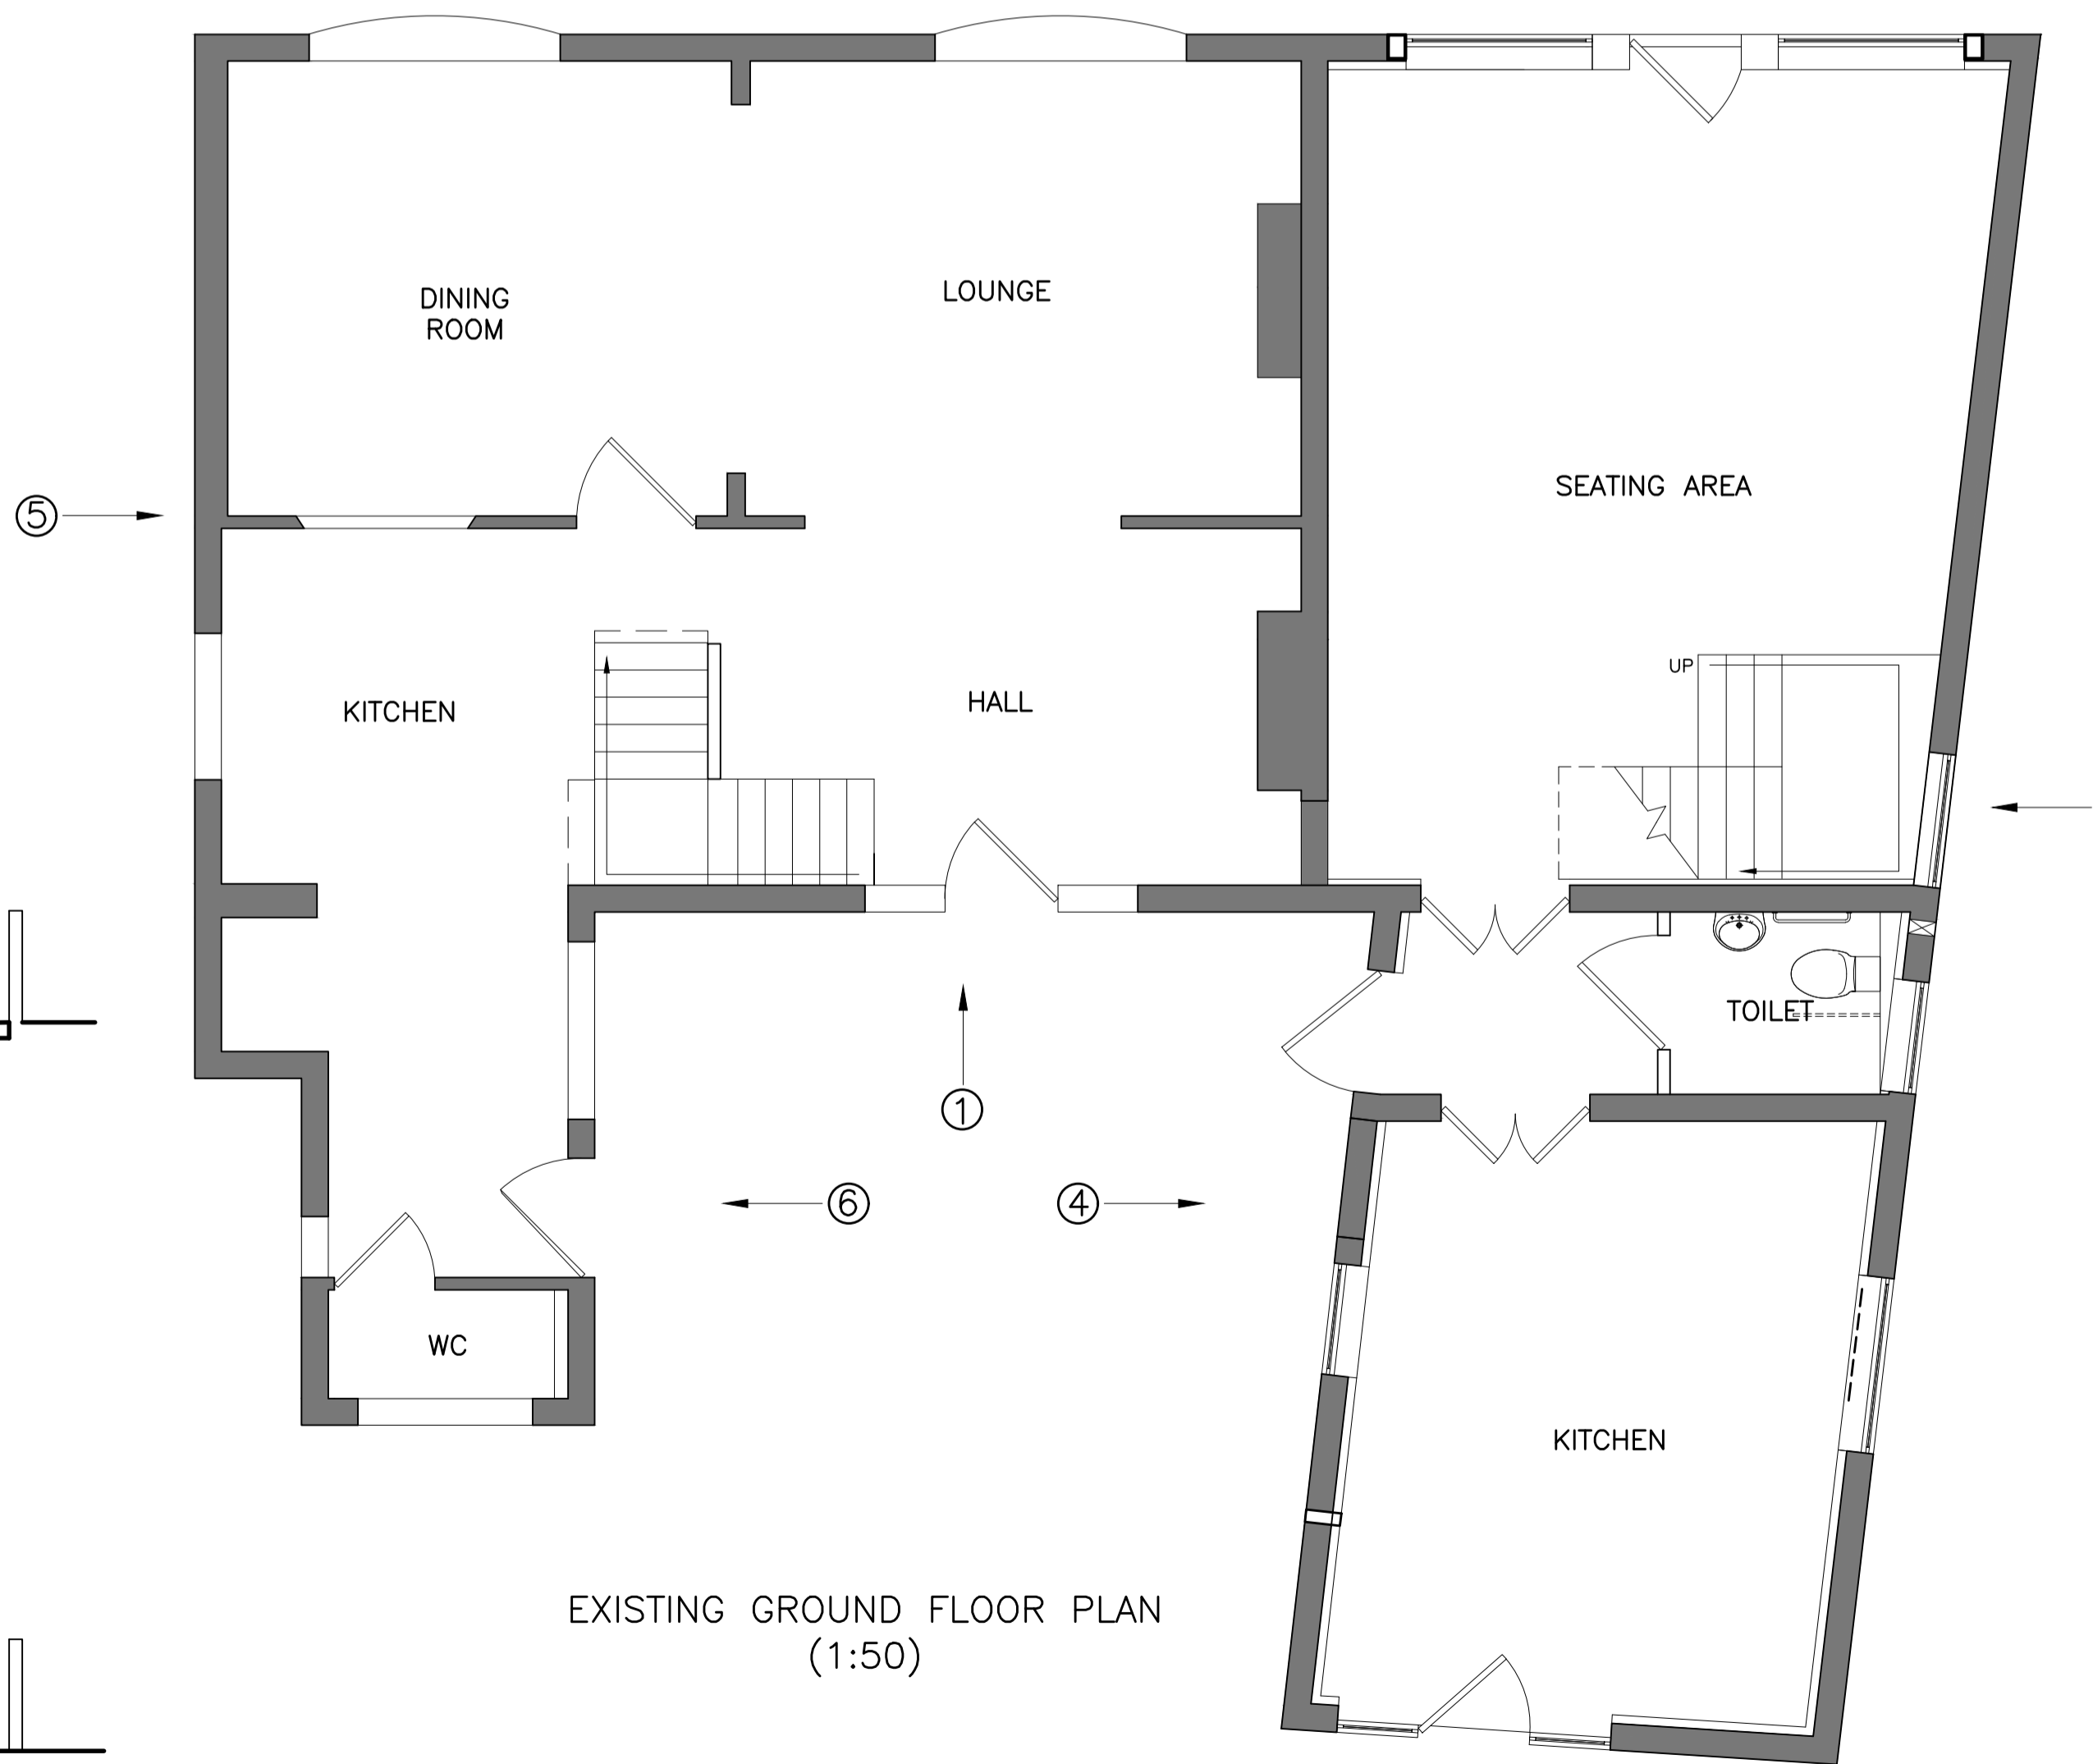 DINING
ROOM
LOUNGE
5
SEATING AREA
UP
KITCHEN
HALL
TOILET
1
6
4
WC
KITCHEN
EXISTING GROUND FLOOR PLAN
(1:50)